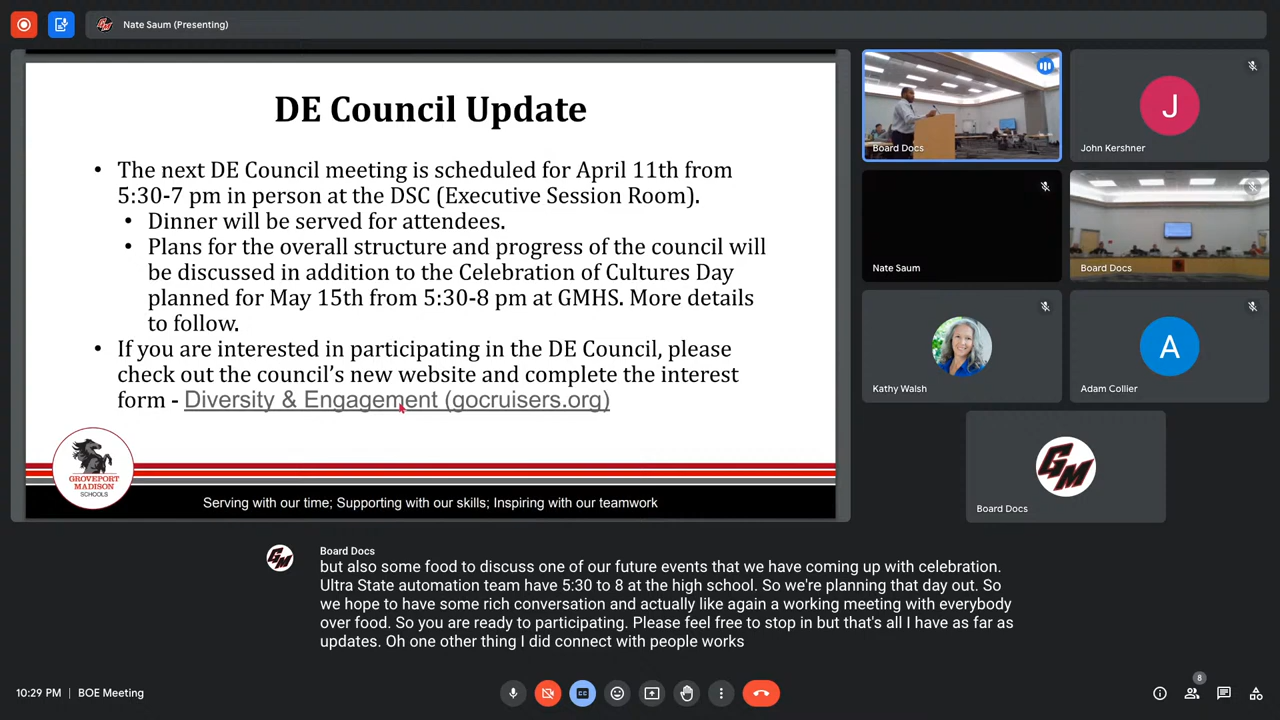 Nate Saum (Presenting)
DE Council Update
• The next DE Council meeting is scheduled for April 11th from
5:30-7 pm in person at the DSC (Executive Session Room).
• Dinner will be served for attendees.
• Plans for the overall structure and progress of the council will
be discussed in addition to the Celebration of Cultures Day
planned for May 15th from 5:30-8 pm at GMHS. More details
to follow.
• If you are interested in participating in the DE Council, please
check out the council's new website and complete the interest
form - Diversity & Engagement (gocruisers.org)
GROVEPORT
MADISON
SCHOOLS
Serving with our time; Supporting with our skills; Inspiring with our teamwork
Board Docs
J
John Kershner
Nate Saum
Board Docs
Kathy Walsh
A
Adam Collier
GM
Board Docs
GM
Board Docs
but also some food to discuss one of our future events that we have coming up with celebration.
Ultra State automation team have 5:30 to 8 at the high school. So we're planning that day out. So
we hope to have some rich conversation and actually like again a working meeting with everybody
over food. So you are ready to participating. Please feel free to stop in but that's all I have as far as
updates. Oh one other thing I did connect with people works
10:29 PM | BOE Meeting
CC
8